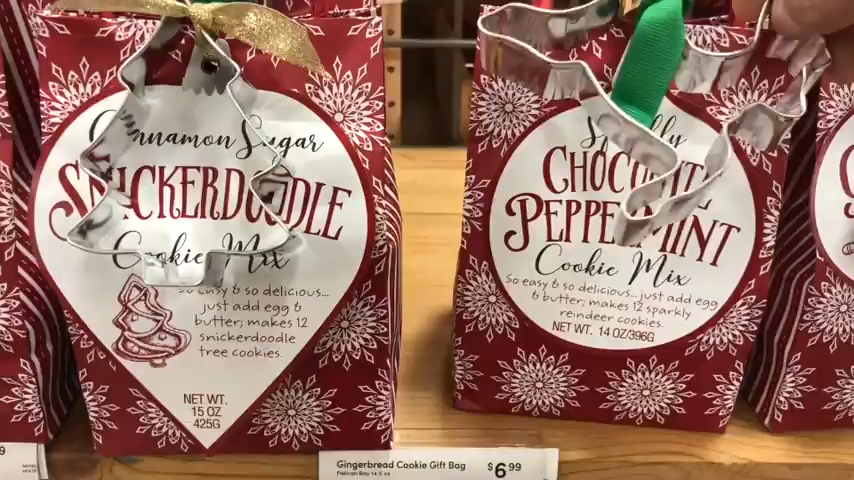 Cinnamon Sugar
SNICKERDOODLE
Cookie Mix
So easy & so delicious...
just add egg &
butter; makes 12
snickerdoodle
tree cookies.
NET WT.
15 OZ
425G
CHOCOLATE
PEPPERMINT
Cookie Mix
So easy & so delicious...just add egg
& butter; makes 12 sparkly
reindeer cookies.
NET WT. 14 OZ/396G
Gingerbread Cookie Gift Bag
$6.99
9